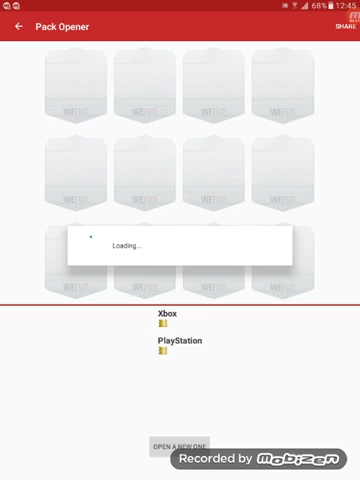 68% 12:45
Pack Opener SHARE
WEFUT WEFUT WEFUT WEFUT
WEFUT WEFUT WEFUT WEFUT
Loading...
WEFUT WEFUT WEFUT WEFUT
Xbox
PlayStation
OPEN A NEW ONE
Recorded by Mobizen